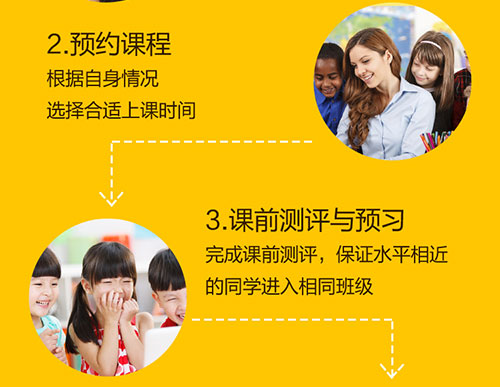 2.预约课程
根据自身情况
选择合适上课时间
3.课前测评与预习
完成课前测评，保证水平相近
的同学进入相同班级